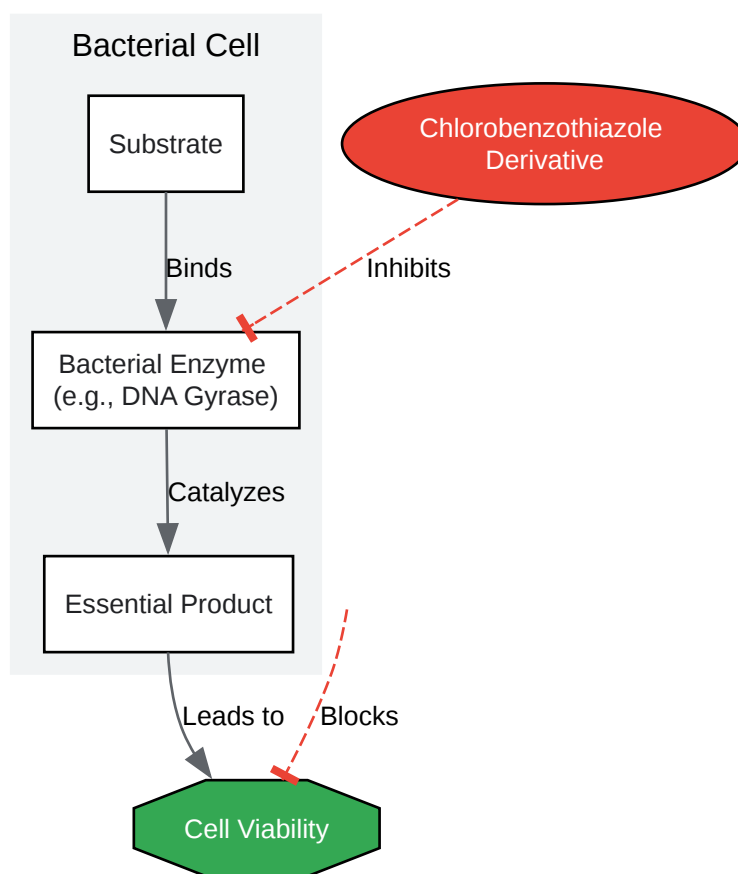 Bacterial Cell
Substrate
Chlorobenzothiazole
Derivative
Binds
Inhibits
Bacterial Enzyme
(e.g., DNA Gyrase)
Catalyzes
Essential Product
Leads to
Blocks
Cell Viability